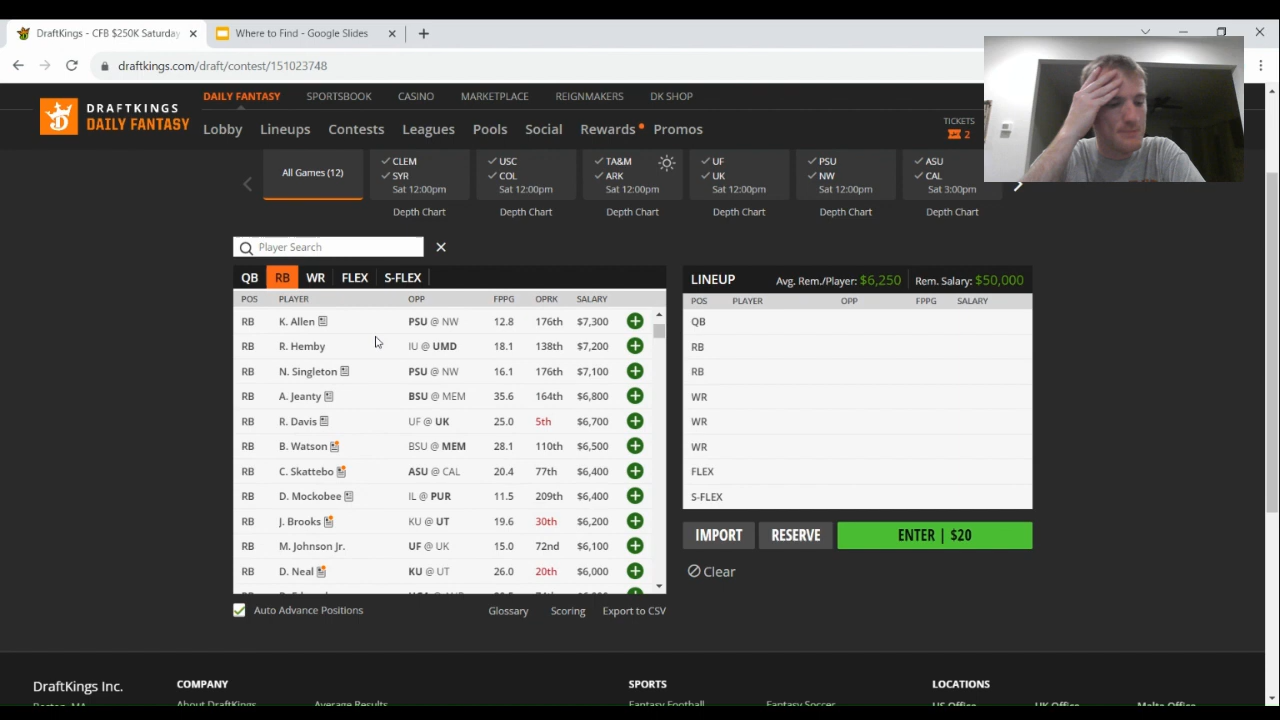 DraftKings - CFB $250K Saturday
Where to Find - Google Slides
draftkings.com/draft/contest/151023748
DAILY FANTASY SPORTSBOOK CASINO MARKETPLACE REIGNMAKERS DK SHOP
DRAFTKINGS
DAILY FANTASY
Lobby Lineups Contests Leagues Pools Social Rewards Promos
TICKETS
2
All Games (12)
CLEM
SYR
Sat 12:00pm
Depth Chart
USC
COL
Sat 12:00pm
Depth Chart
TA&M
ARK
Sat 12:00pm
Depth Chart
UF
UK
Sat 12:00pm
Depth Chart
PSU
NW
Sat 12:00pm
Depth Chart
ASU
CAL
Sat 3:00pm
Depth Chart
Player Search
QB RB WR FLEX S-FLEX
POS PLAYER OPP FPPG OPRK SALARY
RB K. Allen PSU @ NW 12.8 176th $7,300
RB R. Hemby IU @ UMD 18.1 138th $7,200
RB N. Singleton PSU @ NW 16.1 176th $7,100
RB A. Jeanty BSU @ MEM 35.6 164th $6,800
RB R. Davis UF @ UK 25.0 5th $6,700
RB B. Watson BSU @ MEM 28.1 110th $6,500
RB C. Skattebo ASU @ CAL 20.4 77th $6,400
RB D. Mockobee IL @ PUR 11.5 209th $6,400
RB J. Brooks KU @ UT 19.6 30th $6,200
RB M. Johnson Jr. UF @ UK 15.0 72nd $6,100
RB D. Neal KU @ UT 26.0 20th $6,000
Auto Advance Positions Glossary Scoring Export to CSV
LINEUP Avg. Rem./Player: $6,250 Rem. Salary: $50,000
POS PLAYER OPP FPPG SALARY
QB
RB
RB
WR
WR
WR
FLEX
S-FLEX
IMPORT RESERVE ENTER | $20
Clear
DraftKings Inc.
COMPANY
SPORTS
LOCATIONS